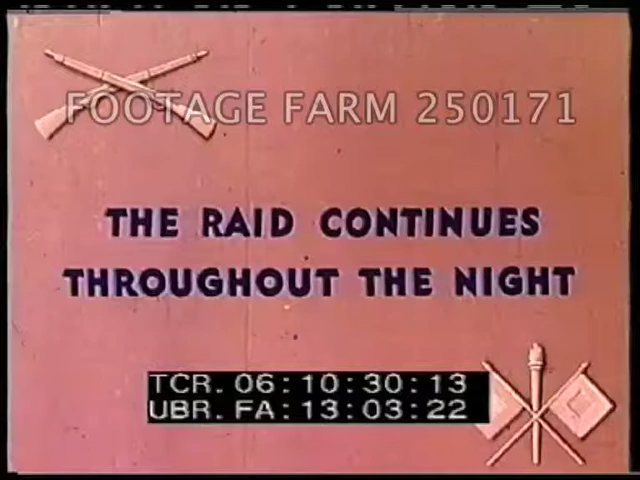 FOOTAGE FARM 250171
THE RAID CONTINUES
THROUGHOUT THE NIGHT
TCR. 06:10:30:13
UBR. FA: 13:03:22